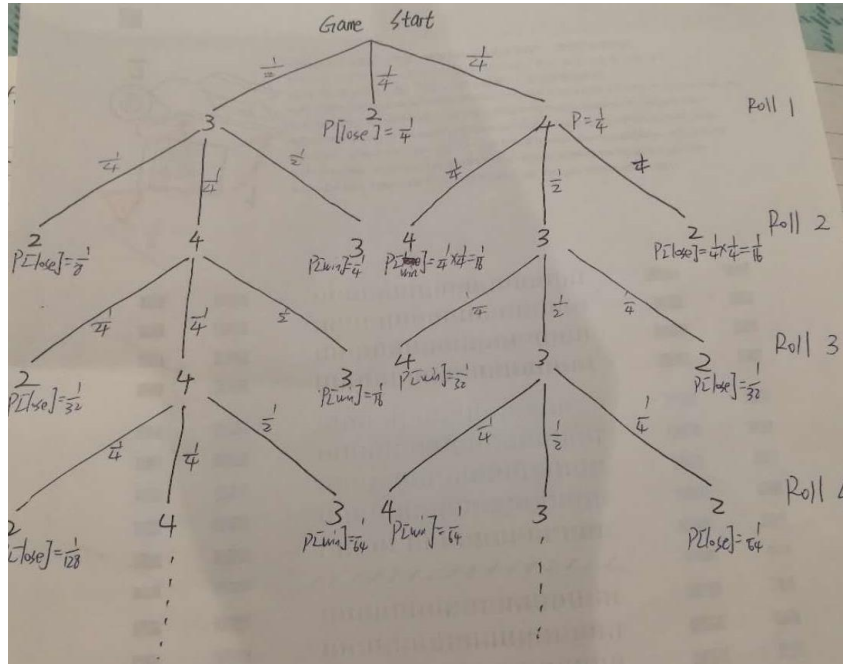 Game Start
1/2 1/4 1/4
3 2 4 P=1/4 Roll 1
P[lose]=1/4
1/4 1/4 1/2 1/4 1/2 1/4
2 4 3 4 3 2 Roll 2
P[lose]=1/8 P[win]=1/4 P[win]=1/4×1/4=1/16 P[lose]=1/4×1/4=1/16
1/4 1/4 1/2 1/4 1/2 1/4
2 4 3 4 3 2 Roll 3
P[lose]=1/32 P[win]=1/16 P[win]=1/32 P[lose]=1/32
1/4 1/4 1/2 1/4 1/2 1/4
2 4 3 4 3 2 Roll 4
[lose]=1/128 P[win]=1/64 P[win]=1/64 P[lose]=1/64